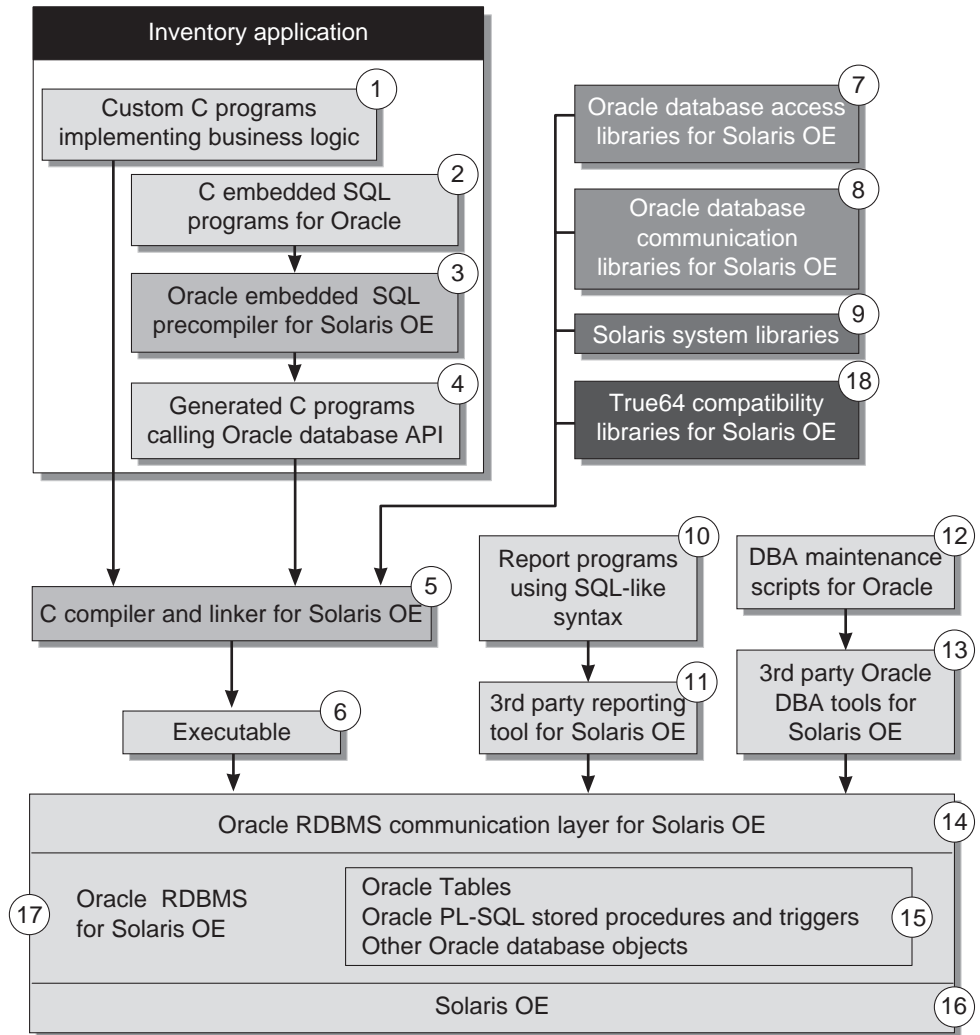 Inventory application
1
Custom C programs
implementing business logic
2
C embedded SQL
programs for Oracle
3
Oracle embedded SQL
precompiler for Solaris OE
4
Generated C programs
calling Oracle database API
7
Oracle database access
libraries for Solaris OE
8
Oracle database
communication
libraries for Solaris OE
9
Solaris system libraries
18
True64 compatibility
libraries for Solaris OE
5
C compiler and linker for Solaris OE
6
Executable
10
Report programs
using SQL-like
syntax
11
3rd party reporting
tool for Solaris OE
12
DBA maintenance
scripts for Oracle
13
3rd party Oracle
DBA tools for
Solaris OE
Oracle RDBMS communication layer for Solaris OE
14
17
Oracle RDBMS
for Solaris OE
Oracle Tables
Oracle PL-SQL stored procedures and triggers
Other Oracle database objects
15
Solaris OE
16